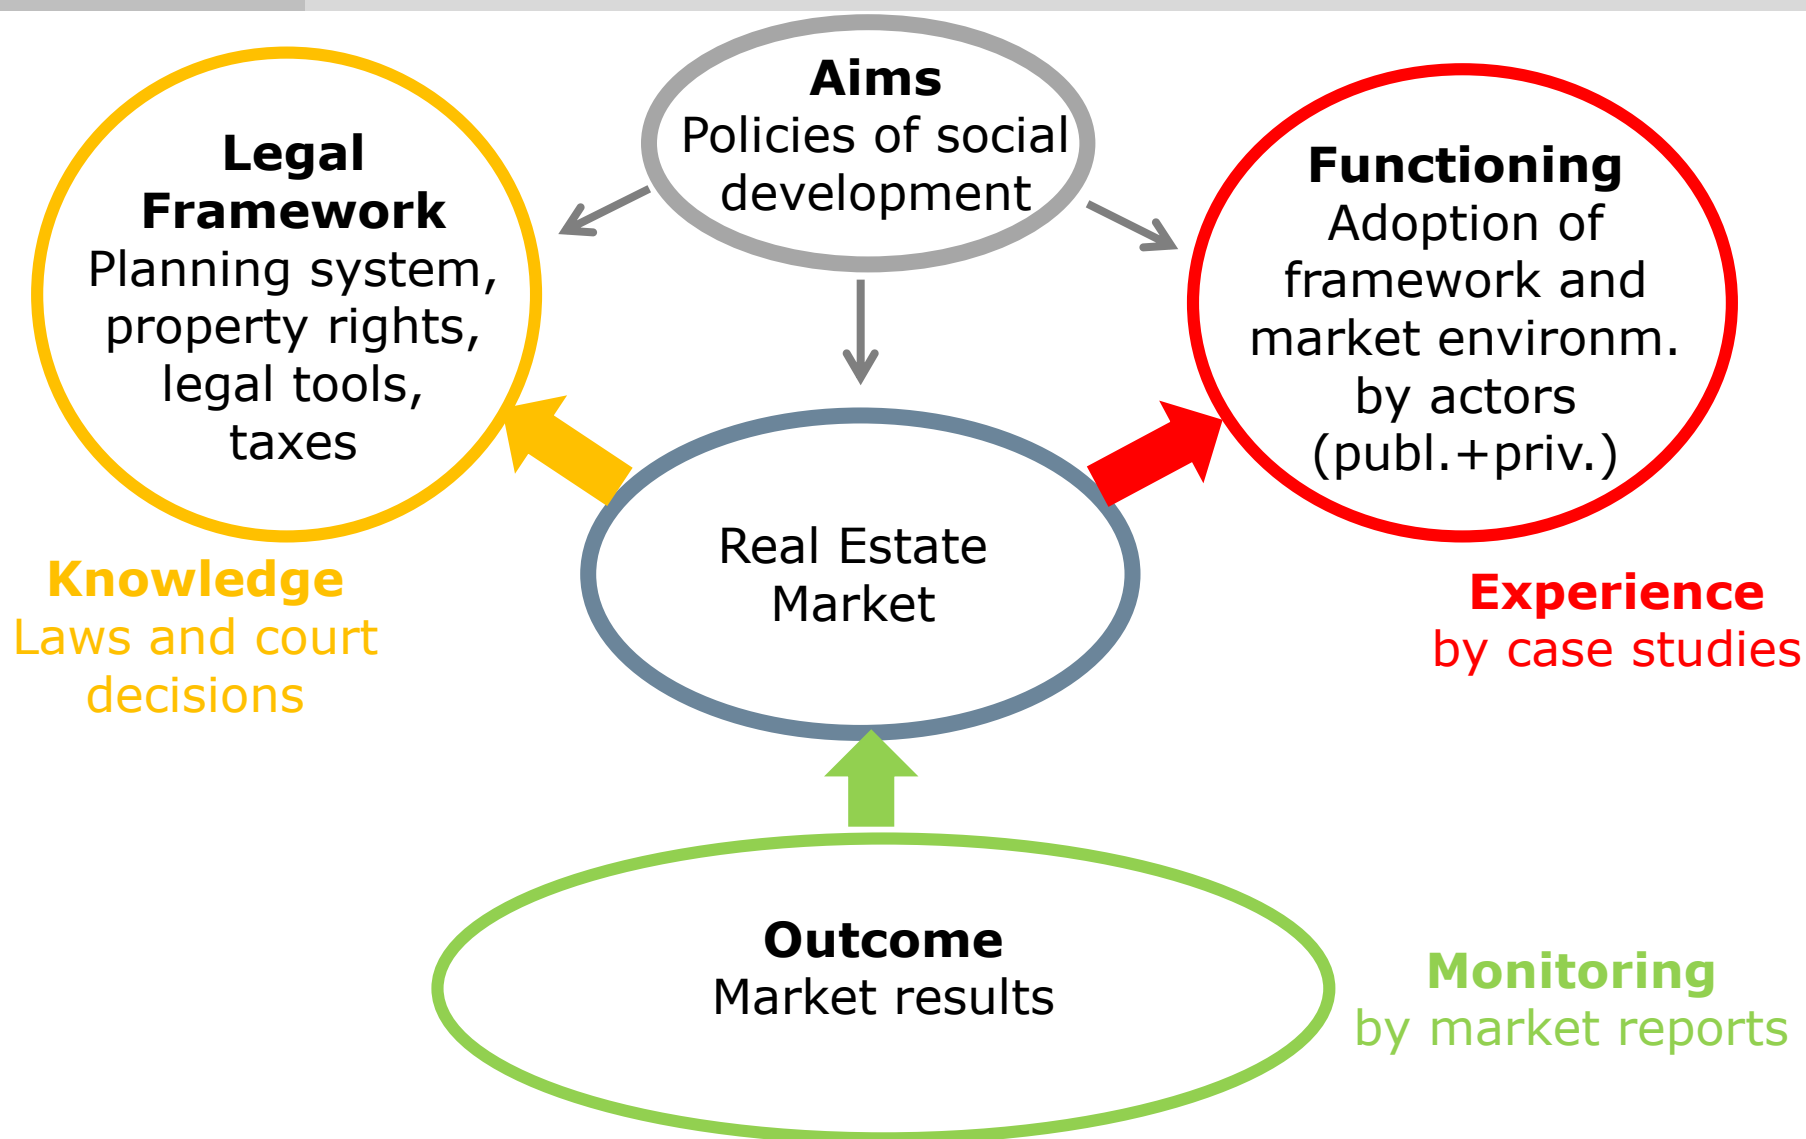 Aims
Policies of social
development
Legal
Framework
Planning system,
property rights,
legal tools,
taxes
Functioning
Adoption of
framework and
market environm.
by actors
(publ.+priv.)
Knowledge
Laws and court
decisions
Real Estate
Market
Experience
by case studies
Outcome
Market results
Monitoring
by market reports